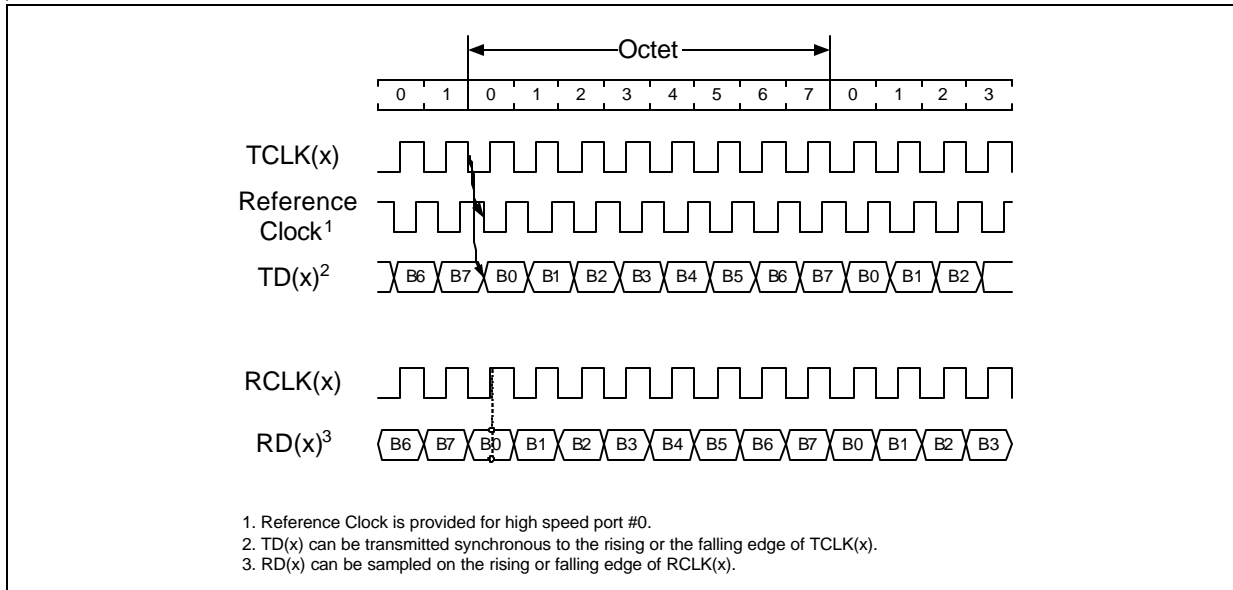 Octet
0 1 0 1 2 3 4 5 6 7 0 1 2 3
TCLK(x)
Reference
Clock1
TD(x)2 B6 B7 B0 B1 B2 B3 B4 B5 B6 B7 B0 B1 B2
RCLK(x)
RD(x)3 B6 B7 B0 B1 B2 B3 B4 B5 B6 B7 B0 B1 B2 B3
1. Reference Clock is provided for high speed port #0.
2. TD(x) can be transmitted synchronous to the rising or the falling edge of TCLK(x).
3. RD(x) can be sampled on the rising or falling edge of RCLK(x).